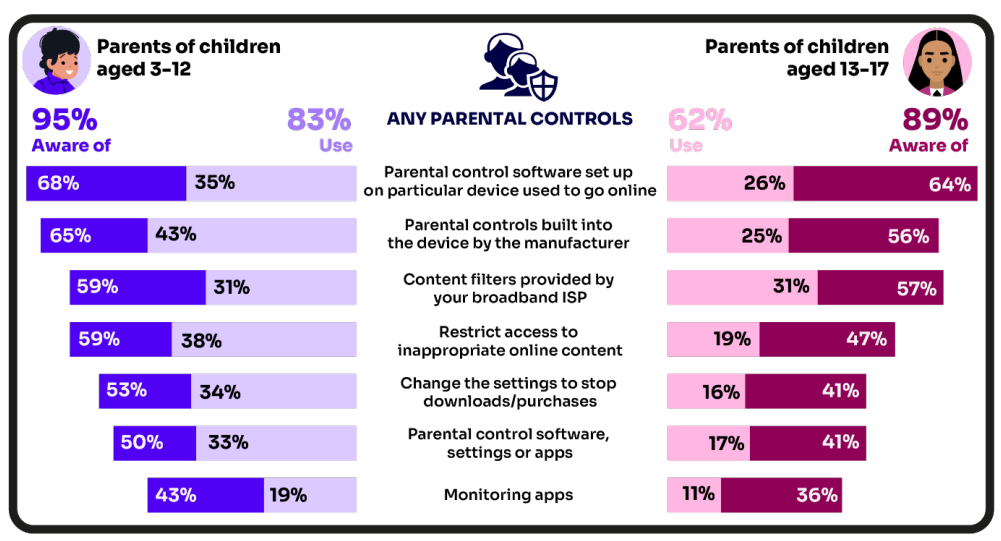 Parents of children
aged 3-12
Parents of children
aged 13-17
95%
Aware of
83%
Use
ANY PARENTAL CONTROLS
62%
Use
89%
Aware of
68%
35%
Parental control software set up
on particular device used to go online
26%
64%
65%
43%
Parental controls built into
the device by the manufacturer
25%
56%
59%
31%
Content filters provided by
your broadband ISP
31%
57%
59%
38%
Restrict access to
inappropriate online content
19%
47%
53%
34%
Change the settings to stop
downloads/purchases
16%
41%
50%
33%
Parental control software,
settings or apps
17%
41%
43%
19%
Monitoring apps
11%
36%